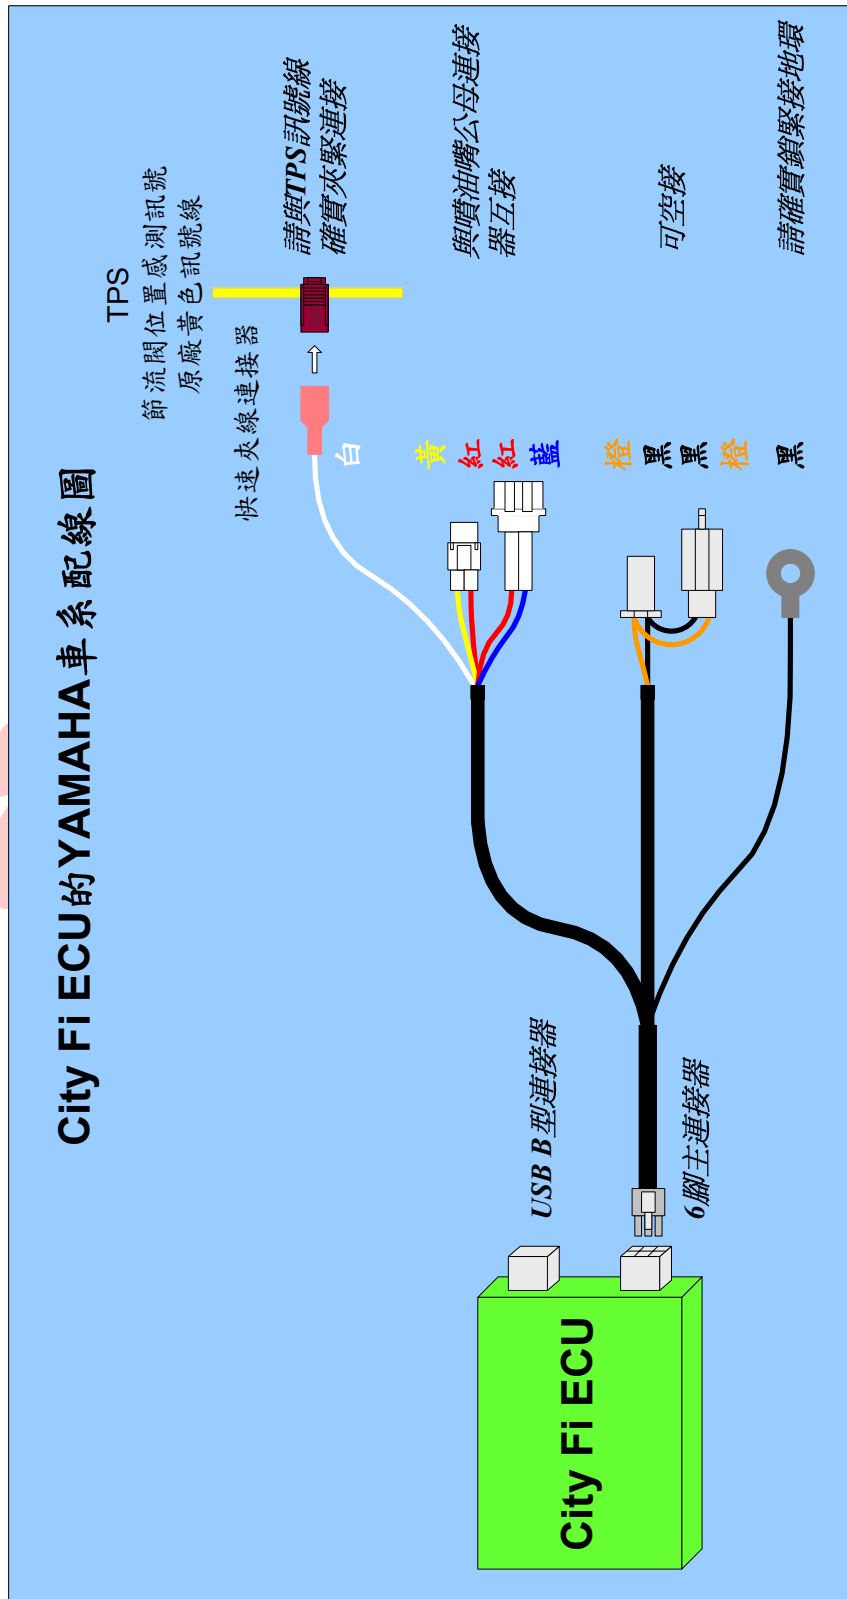 City Fi ECU的YAMAHA車系配線圖
TPS
節流閥位置感測訊號
原廠黃色訊號線
快速夾線連接器
請與TPS訊號線
確實夾緊連接
白
黃
紅
紅
藍
與噴油嘴公母連接
器互接
橙
黑
黑
橙
可空接
黑
請確實鎖緊接地環
USB B型連接器
6腳主連接器
City Fi ECU